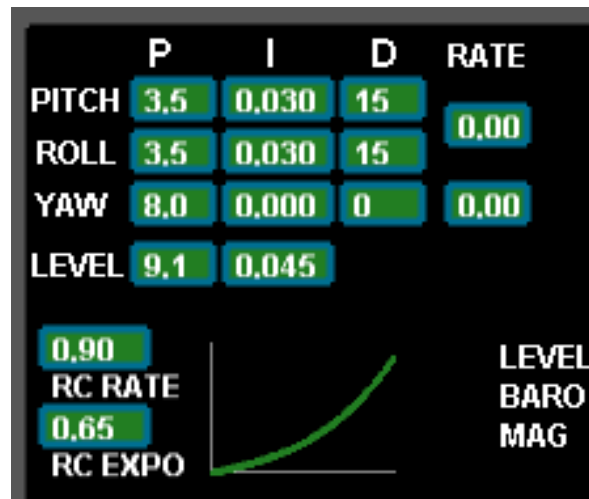 P I D RATE
PITCH 3,5 0,030 15 0,00
ROLL 3,5 0,030 15
YAW 8,0 0,000 0 0,00
LEVEL 9,1 0,045
0,90
RC RATE
0,65
RC EXPO
LEVEL
BARO
MAG